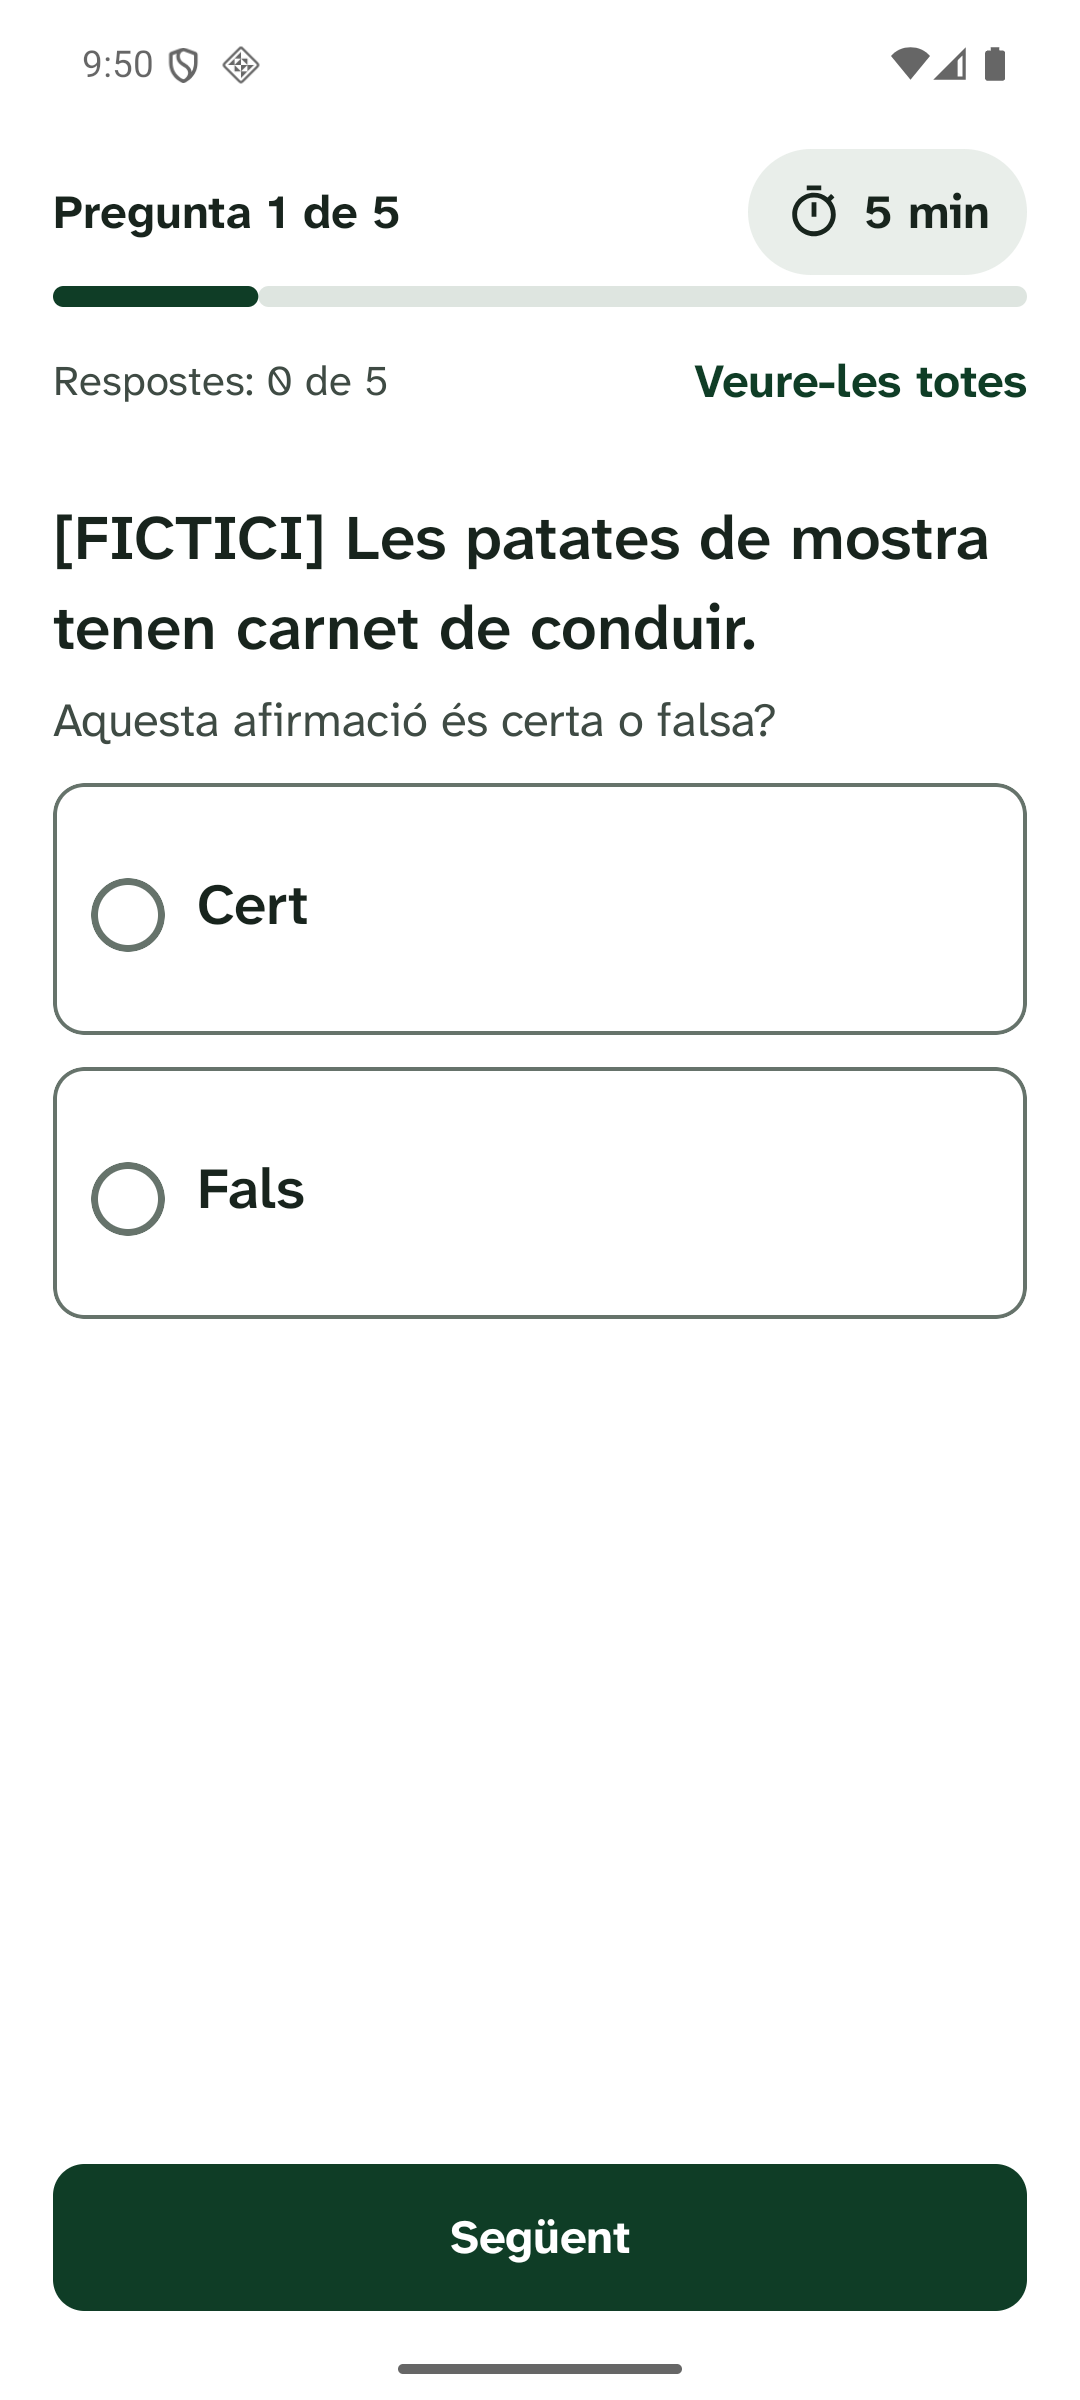 9:50
Pregunta 1 de 5
5 min
Respostes: 0 de 5
Veure-les totes
[FICTICI] Les patates de mostra
tenen carnet de conduir.
Aquesta afirmació és certa o falsa?
Cert
Fals
Següent